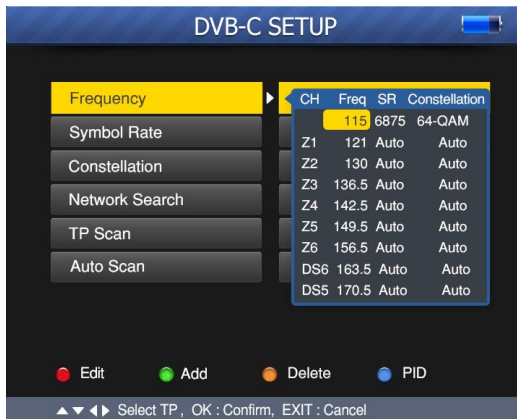 DVB-C SETUP
Frequency
Symbol Rate
Constellation
Network Search
TP Scan
Auto Scan
CH Freq SR Constellation
115 6875 64-QAM
Z1 121 Auto Auto
Z2 130 Auto Auto
Z3 136.5 Auto Auto
Z4 142.5 Auto Auto
Z5 149.5 Auto Auto
Z6 156.5 Auto Auto
DS6 163.5 Auto Auto
DS5 170.5 Auto Auto
Edit Add Delete PID
Select TP, OK : Confirm, EXIT : Cancel